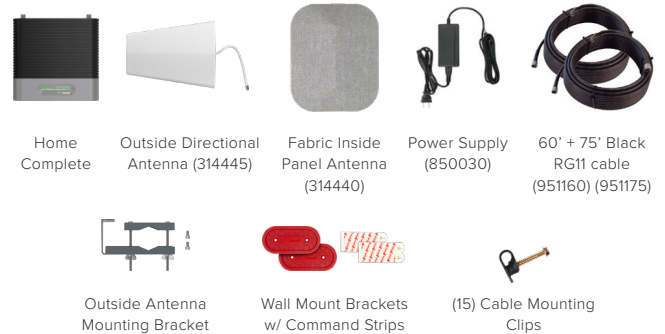 Home
Complete
Outside Directional
Antenna (314445)
Fabric Inside
Panel Antenna
(314440)
Power Supply
(850030)
60’ + 75’ Black
RG11 cable
(951160) (951175)
Outside Antenna
Mounting Bracket
Wall Mount Brackets
w/ Command Strips
(15) Cable Mounting
Clips